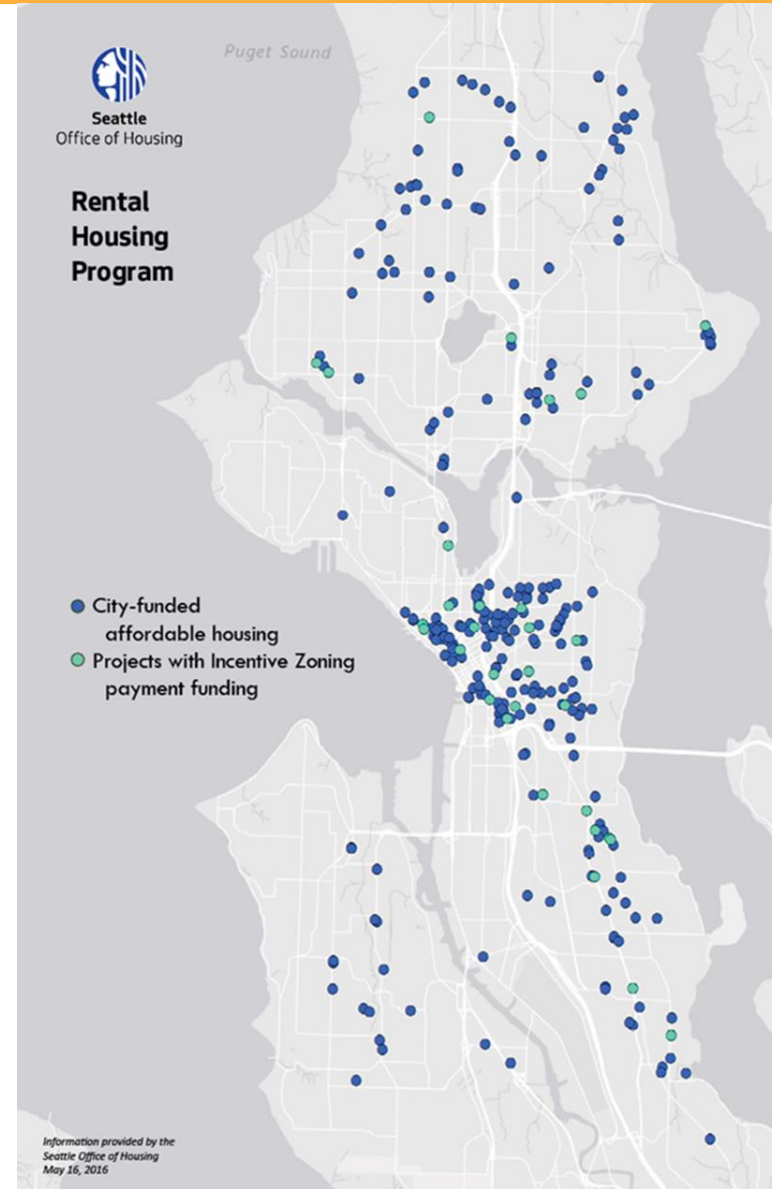 Puget Sound
Seattle
Office of Housing
Rental
Housing
Program
City-funded
affordable housing
Projects with Incentive Zoning
payment funding
Information provided by the
Seattle Office of Housing
May 16, 2016